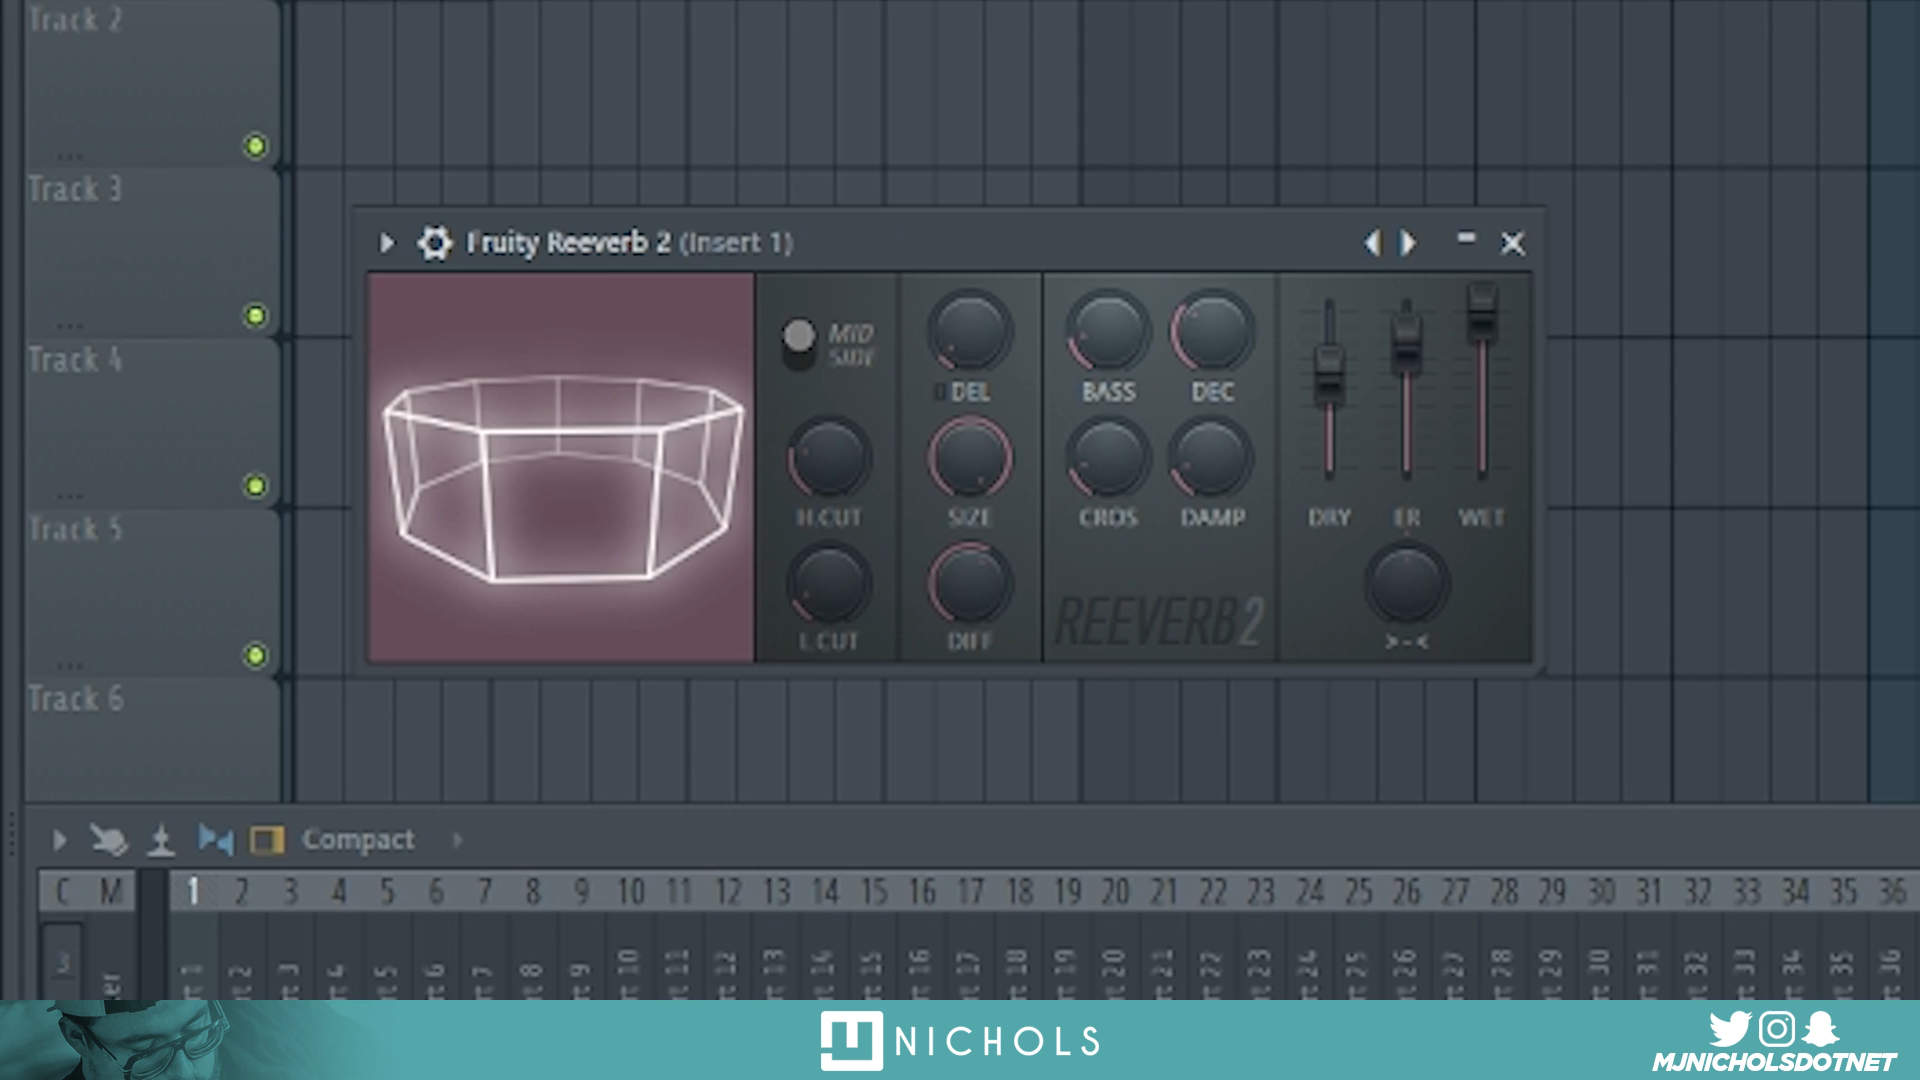 Track 2
Track 3
Track 4
Track 5
Track 6
Fruity Reeverb 2 (Insert 1)
MID
SIDE
DEL
BASS
DEC
H.CUT
SIZE
CROS
DAMP
DRY
ER
WET
L.CUT
DIFF
REEVERB2
>-<
Compact
C M 1 2 3 4 5 6 7 8 9 10 11 12 13 14 15 16 17 18 19 20 21 22 23 24 25 26 27 28 29 30 31 32 33 34 35 36
NICHOLS
MJNICHOLSDOTNET